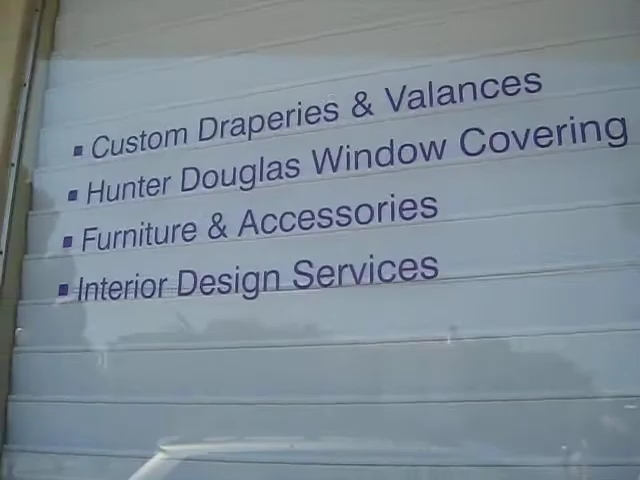 ▪ Custom Draperies & Valances
▪ Hunter Douglas Window Covering
▪ Furniture & Accessories
▪ Interior Design Services